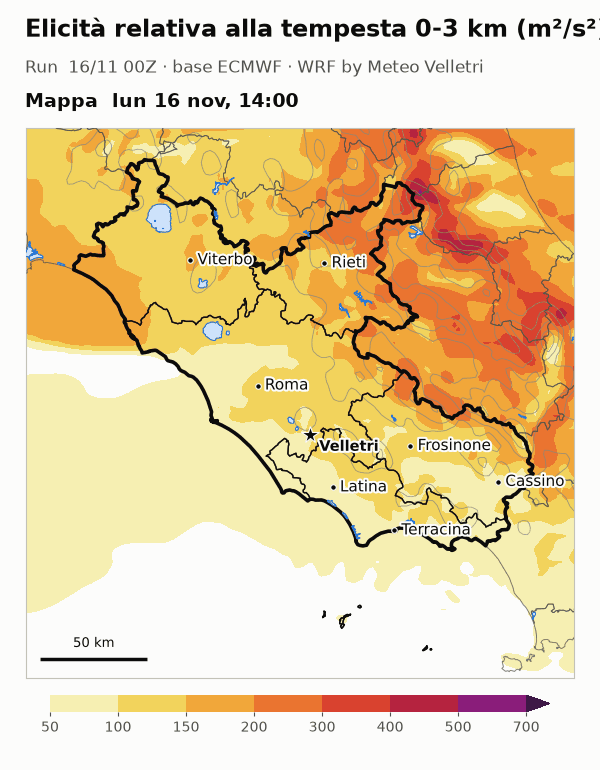 Elicità relativa alla tempesta 0-3 km (m²/s²)
Run  16/11 00Z · base ECMWF · WRF by Meteo Velletri
Mappa  lun 16 nov, 14:00
Viterbo
Rieti
Roma
Velletri
Frosinone
Cassino
Latina
Terracina
50 km
50 100 150 200 300 400 500 700